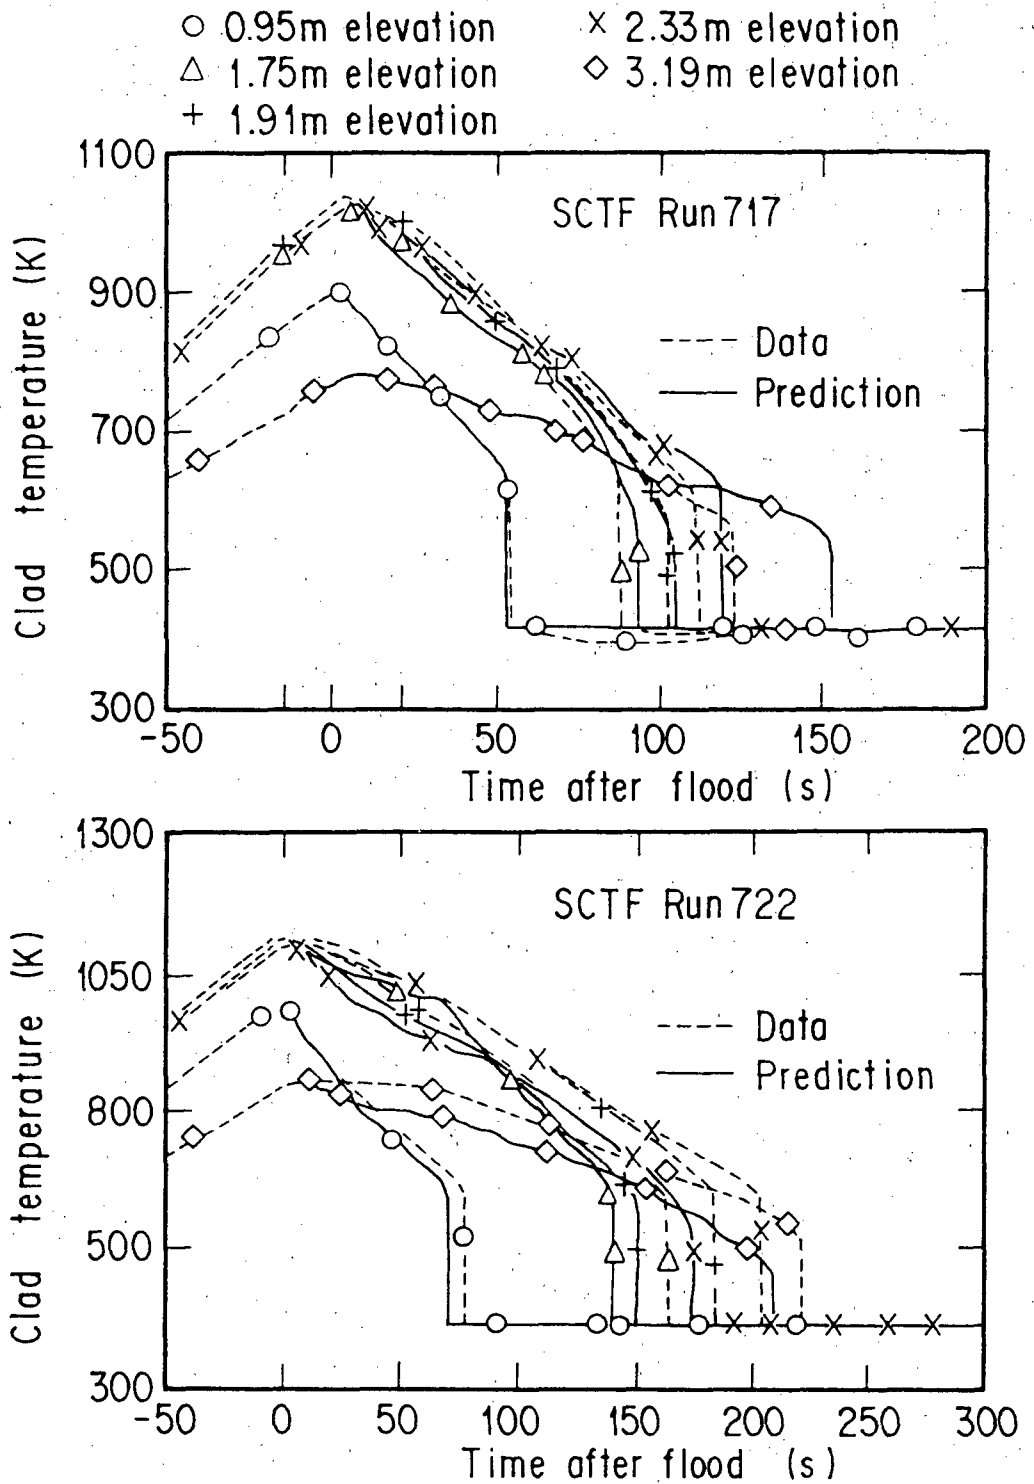 ○ 0.95m elevation × 2.33m elevation
△ 1.75m elevation ◇ 3.19m elevation
+ 1.91m elevation
1100
900
700
500
300
Clad temperature (K)
SCTF Run 717
---- Data
—— Prediction
-50 0 50 100 150 200
Time after flood (s)
1300
1050
800
500
300
Clad temperature (K)
SCTF Run 722
---- Data
—— Prediction
-50 0 50 100 150 200 250 300
Time after flood (s)